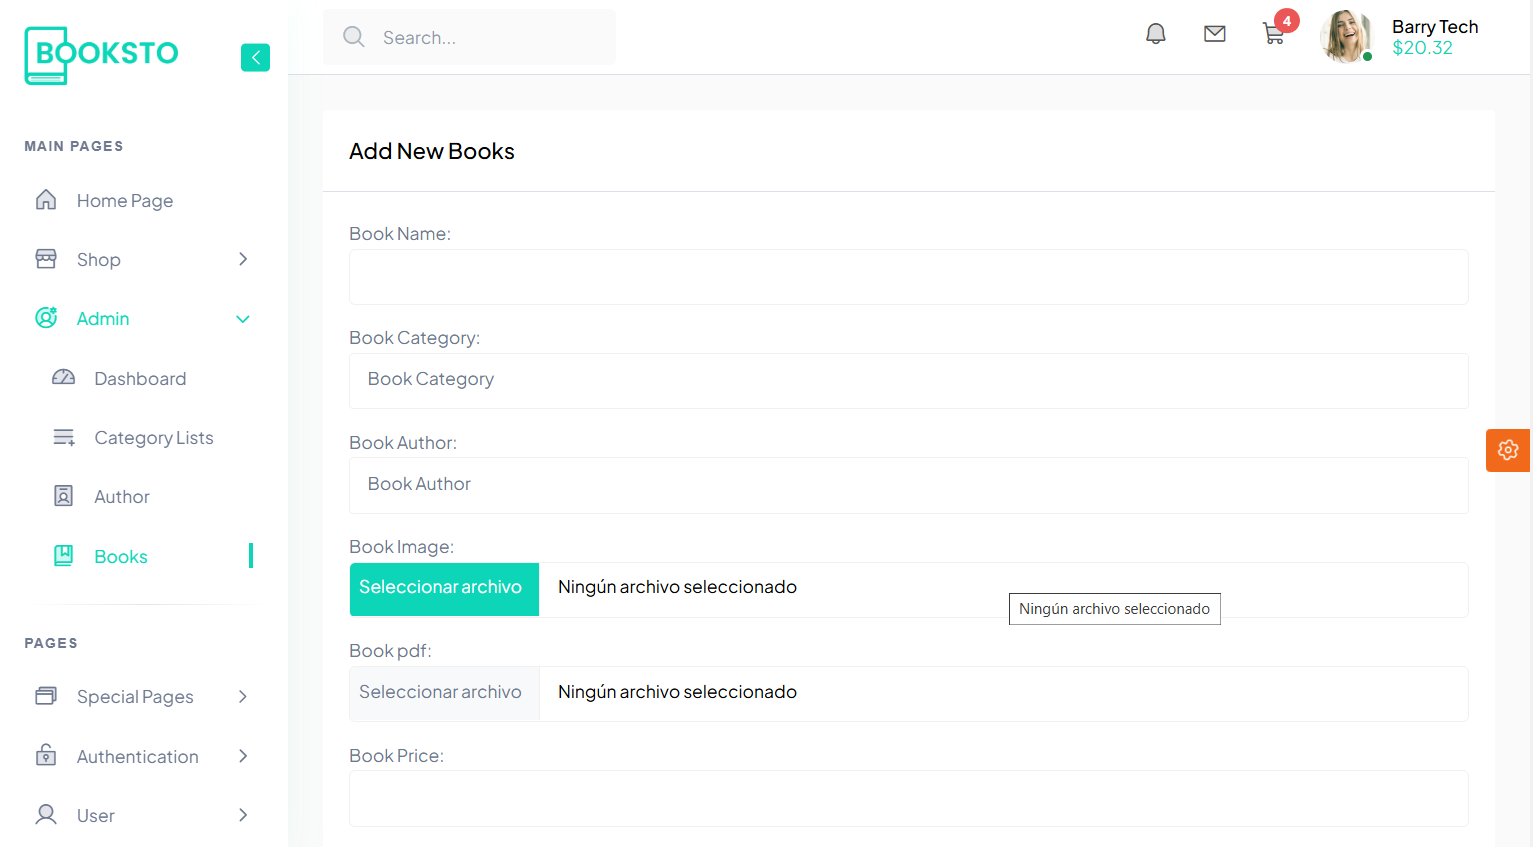 BOOKSTO
Search...
4
Barry Tech
$20.32
MAIN PAGES
Home Page
Shop
Admin
Dashboard
Category Lists
Author
Books
PAGES
Special Pages
Authentication
User
Add New Books
Book Name:
Book Category:
Book Category
Book Author:
Book Author
Book Image:
Seleccionar archivo Ningún archivo seleccionado
Ningún archivo seleccionado
Book pdf:
Seleccionar archivo Ningún archivo seleccionado
Book Price: